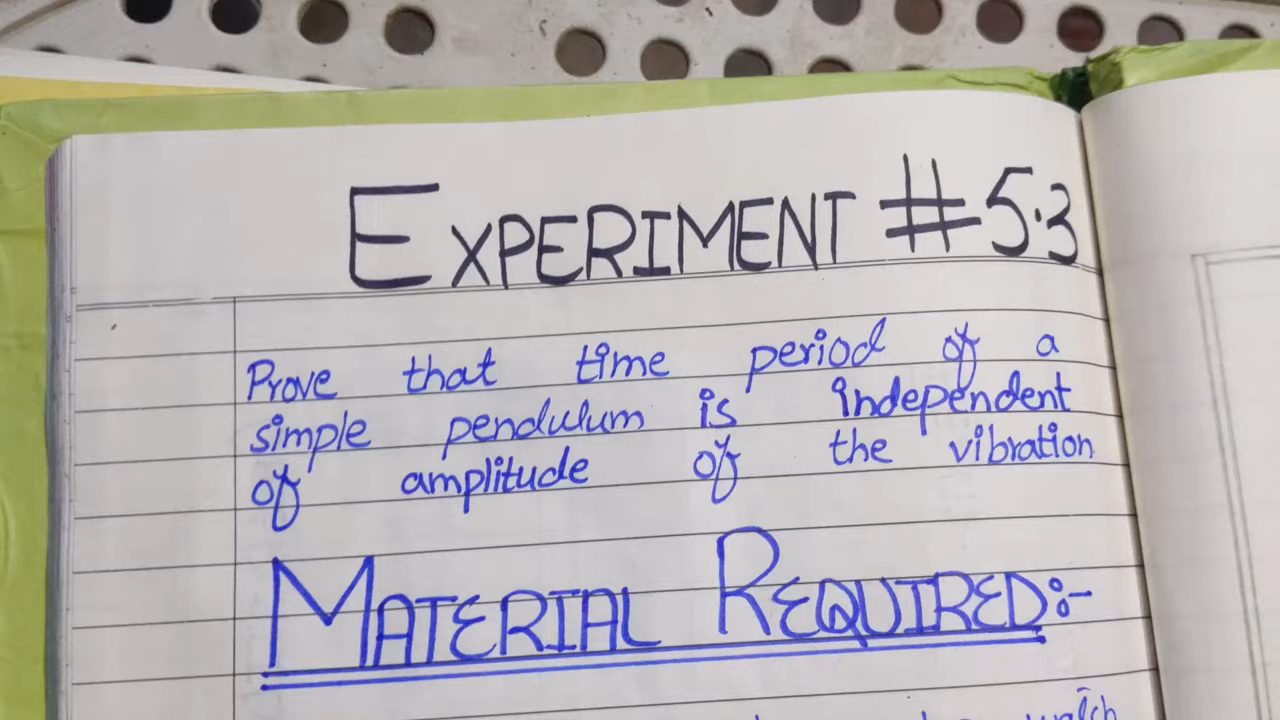 EXPERIMENT #5.3
Prove that time period of a
simple pendulum is independent
of amplitude of the vibration
MATERIAL REQUIRED:-
watch